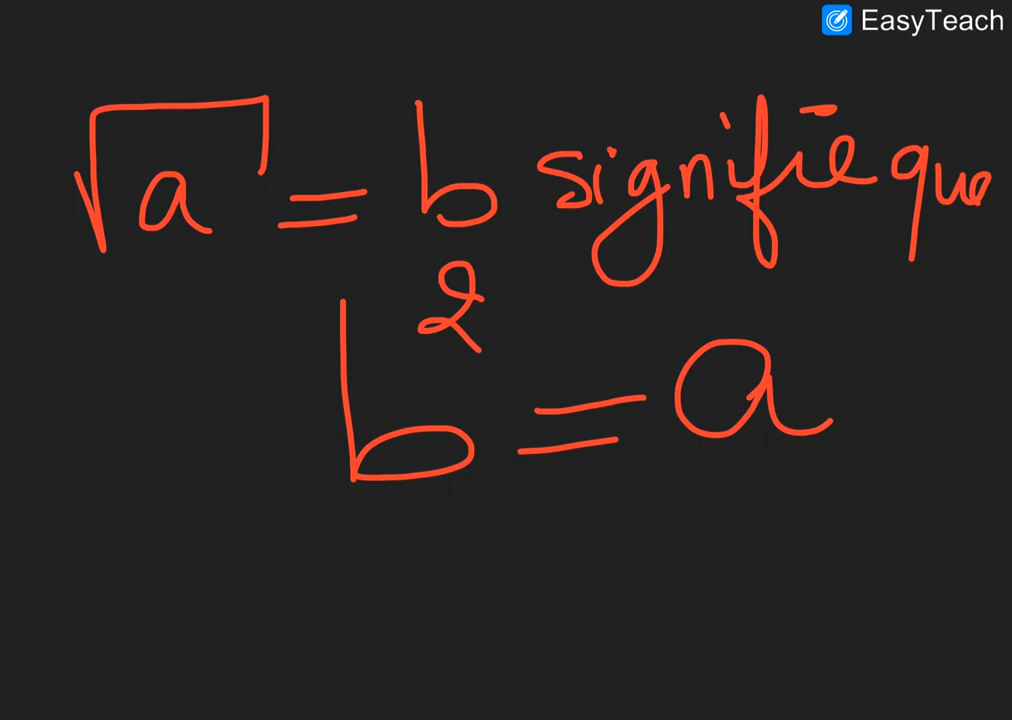 EasyTeach
√a = b signifie que
b² = a